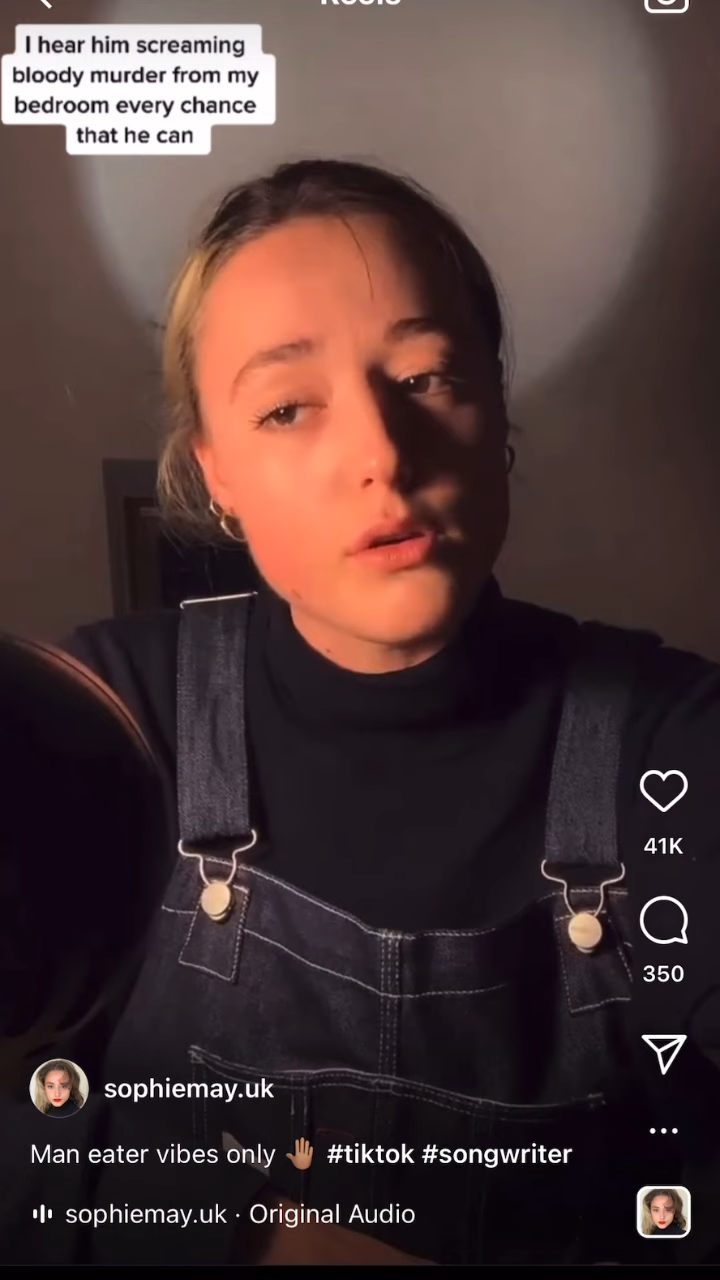 Reels
I hear him screaming
bloody murder from my
bedroom every chance
that he can
41K
350
sophiemay.uk
Man eater vibes only 🤚🏽 #tiktok #songwriter
sophiemay.uk · Original Audio